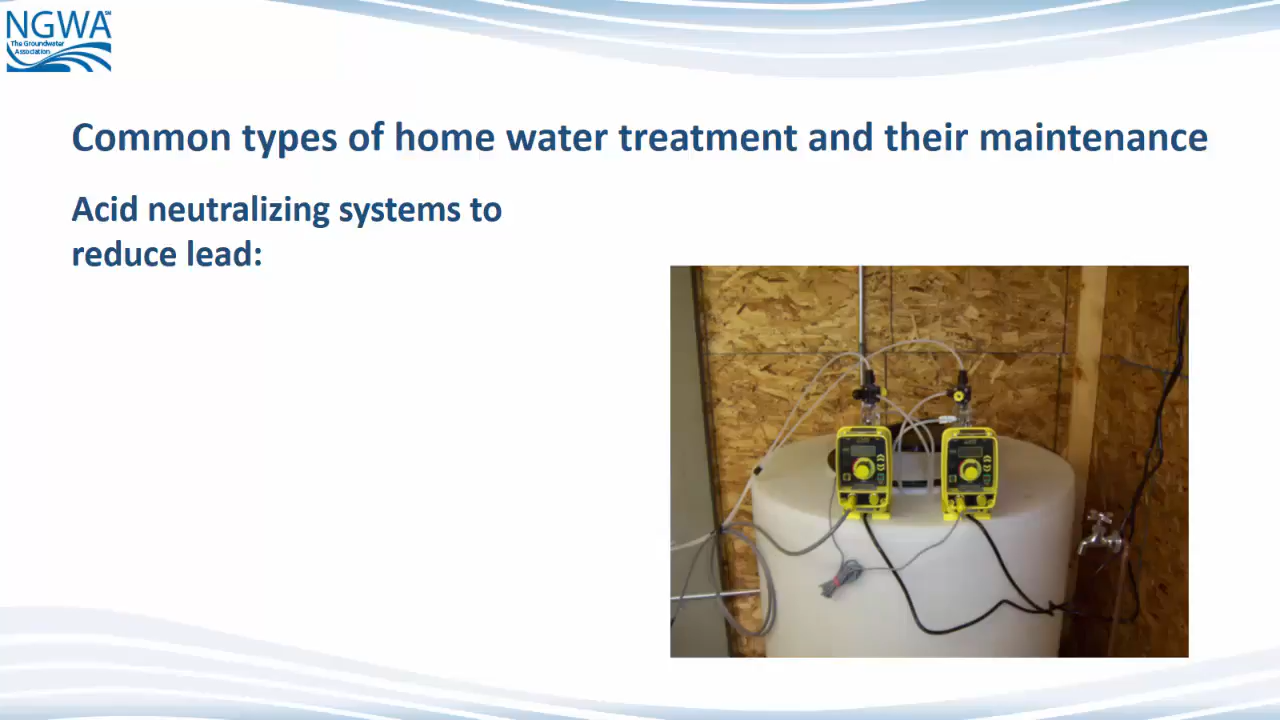 NGWA
The Groundwater
Association
Common types of home water treatment and their maintenance
Acid neutralizing systems to
reduce lead: